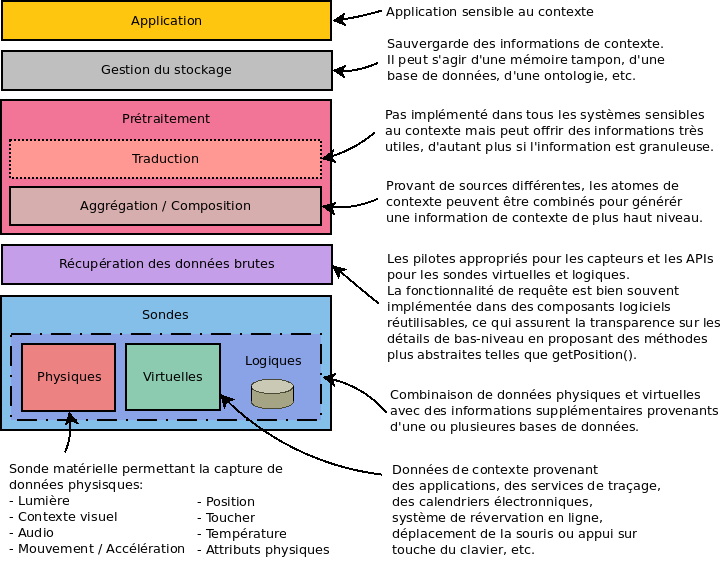 Application
Application sensible au contexte
Gestion du stockage
Sauvergarde des informations de contexte.
Il peut s'agir d'une mémoire tampon, d'une
base de données, d'une ontologie, etc.
Prétraitement
Traduction
Pas implémenté dans tous les systèmes sensibles
au contexte mais peut offrir des informations très
utiles, d'autant plus si l'information est granuleuse.
Aggrégation / Composition
Provant de sources différentes, les atomes de
contexte peuvent être combinés pour générér
une information de contexte de plus haut niveau.
Récupération des données brutes
Les pilotes appropriés pour les capteurs et les APIs
pour les sondes virtuelles et logiques.
La fonctionnalité de requête est bien souvent
implémentée dans des composants logiciels
réutilisables, ce qui assurent la transparence sur les
détails de bas-niveau en proposant des méthodes
plus abstraites telles que getPosition().
Sondes
Physiques
Virtuelles
Logiques
Combinaison de données physiques et virtuelles
avec des informations supplémentaires provenants
d'une ou plusieures bases de données.
Sonde matérielle permettant la capture de
données physisques:
- Lumière
- Contexte visuel
- Audio
- Mouvement / Accélération
- Position
- Toucher
- Température
- Attributs physiques
Données de contexte provenant
des applications, des services de traçage,
des calendriers électronniques,
système de révervation en ligne,
déplacement de la souris ou appui sur
touche du clavier, etc.